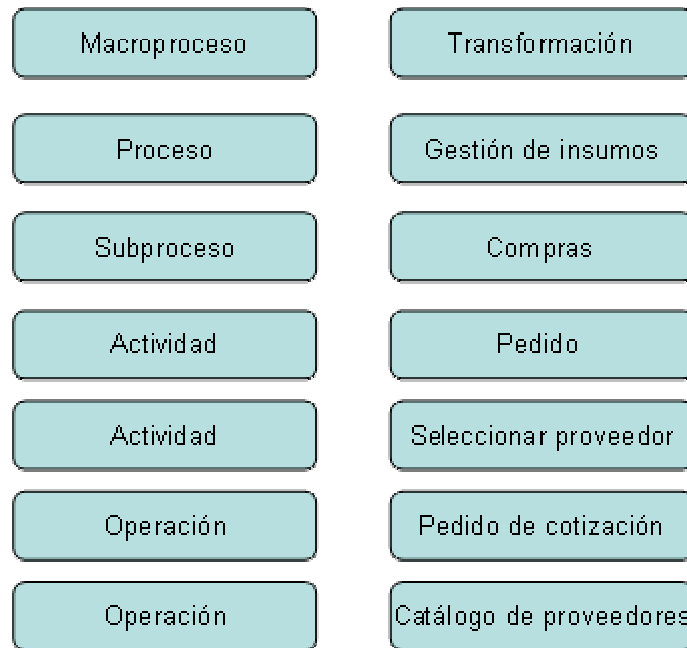 Macroproceso Transformación
Proceso Gestión de insumos
Subproceso Compras
Actividad Pedido
Actividad Seleccionar proveedor
Operación Pedido de cotización
Operación Catálogo de proveedores